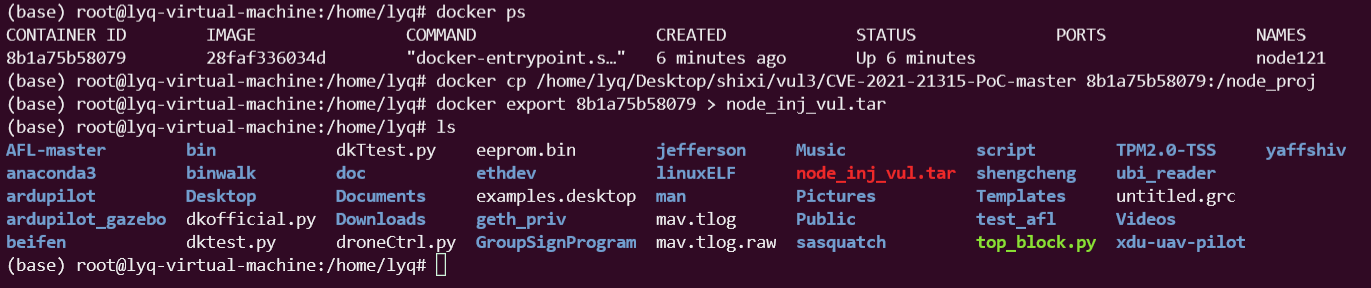 (base) root@lyq-virtual-machine:/home/lyq# docker ps
CONTAINER ID        IMAGE               COMMAND                  CREATED             STATUS              PORTS               NAMES
8b1a75b58079        28faf336034d        "docker-entrypoint.s…"   6 minutes ago       Up 6 minutes                            node121
(base) root@lyq-virtual-machine:/home/lyq# docker cp /home/lyq/Desktop/shixi/vul3/CVE-2021-21315-PoC-master 8b1a75b58079:/node_proj
(base) root@lyq-virtual-machine:/home/lyq# docker export 8b1a75b58079 > node_inj_vul.tar
(base) root@lyq-virtual-machine:/home/lyq# ls
AFL-master        bin            dkTtest.py    eeprom.bin        jefferson     Music             script        TPM2.0-TSS     yaffshiv
anaconda3         binwalk        doc           ethdev            linuxELF      node_inj_vul.tar  shengcheng    ubi_reader
ardupilot         Desktop        Documents     examples.desktop  man           Pictures          Templates     untitled.grc
ardupilot_gazebo  dkofficial.py  Downloads     geth_priv         mav.tlog      Public            test_afl      Videos
beifen            dktest.py      droneCtrl.py  GroupSignProgram  mav.tlog.raw  sasquatch         top_block.py  xdu-uav-pilot
(base) root@lyq-virtual-machine:/home/lyq#